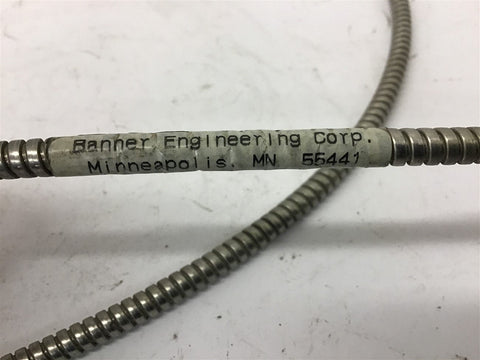 Banner Engineering Corp.
Minneapolis, MN 55441